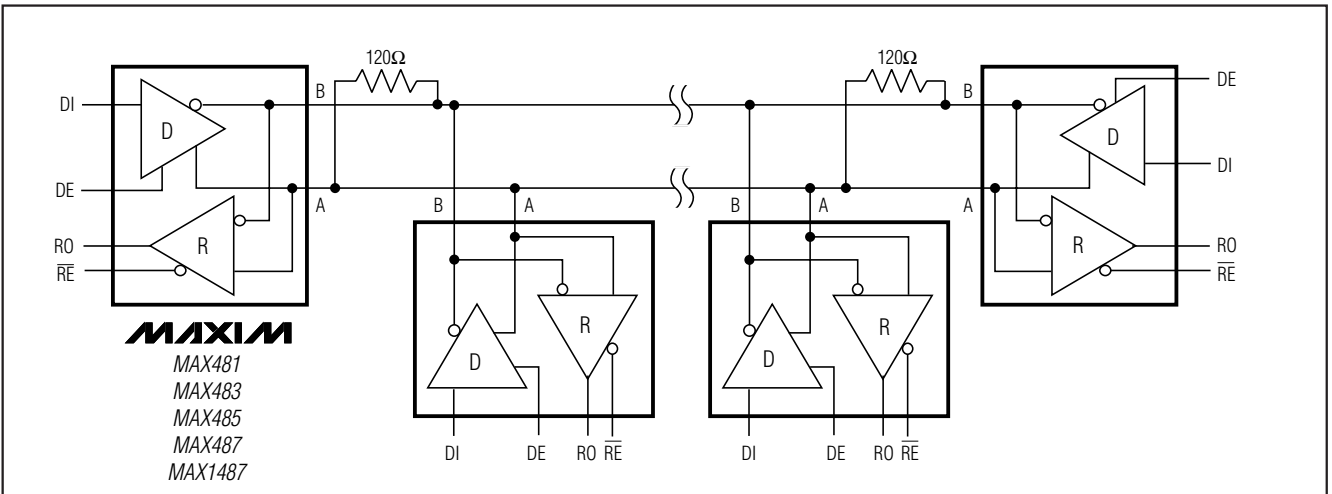 120Ω 120Ω
DI B B DE
D D
DE DI
A B A B A A
RO R R RO
RE RE
MAXIM
MAX481
MAX483
MAX485
MAX487
MAX1487
R R
D D
DI DE RO RE DI DE RO RE